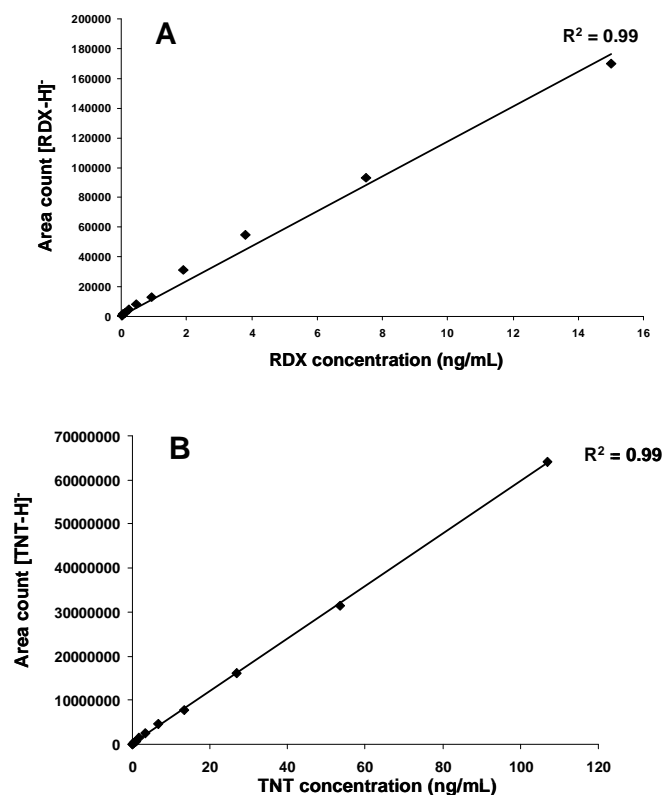 A
R² = 0.99
200000
180000
160000
140000
120000
100000
80000
60000
40000
20000
0
Area count [RDX-H]⁻
0 2 4 6 8 10 12 14 16
RDX concentration (ng/mL)
B
R² = 0.99
70000000
60000000
50000000
40000000
30000000
20000000
10000000
0
Area count [TNT-H]⁻
0 20 40 60 80 100 120
TNT concentration (ng/mL)